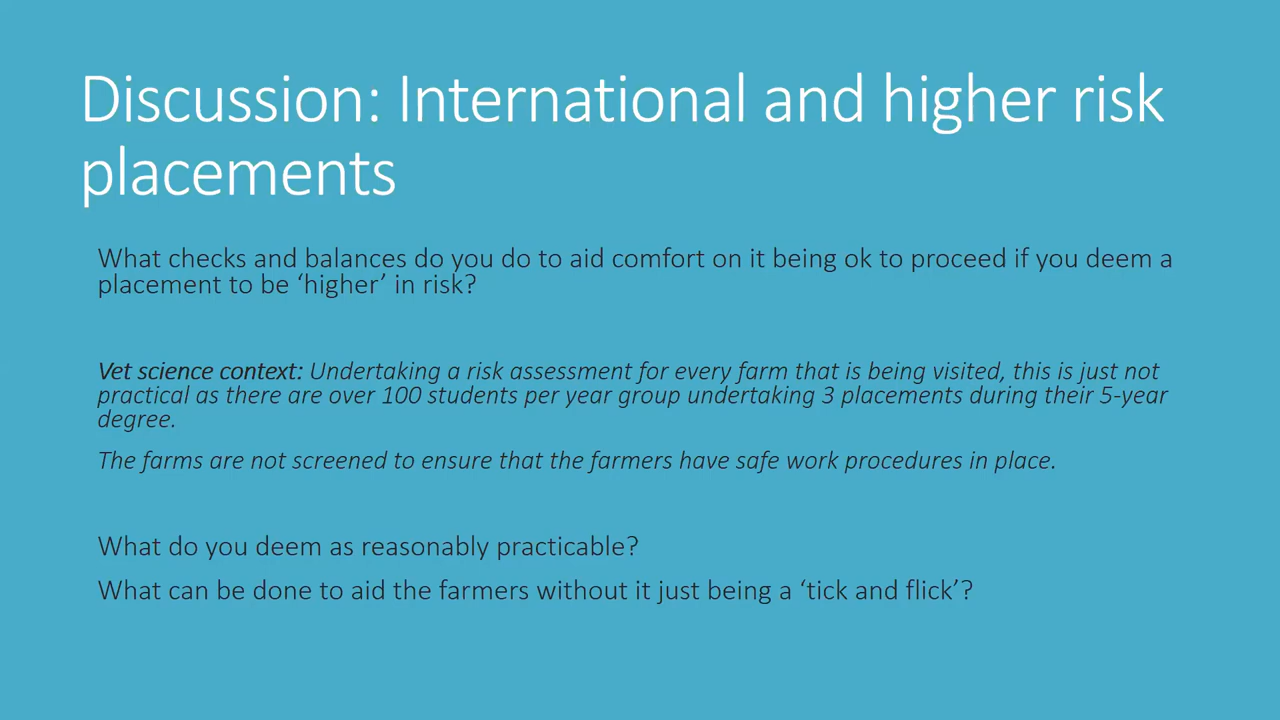 Discussion: International and higher risk
placements
What checks and balances do you do to aid comfort on it being ok to proceed if you deem a
placement to be ‘higher’ in risk?
Vet science context: Undertaking a risk assessment for every farm that is being visited, this is just not
practical as there are over 100 students per year group undertaking 3 placements during their 5-year
degree.
The farms are not screened to ensure that the farmers have safe work procedures in place.
What do you deem as reasonably practicable?
What can be done to aid the farmers without it just being a ‘tick and flick’?